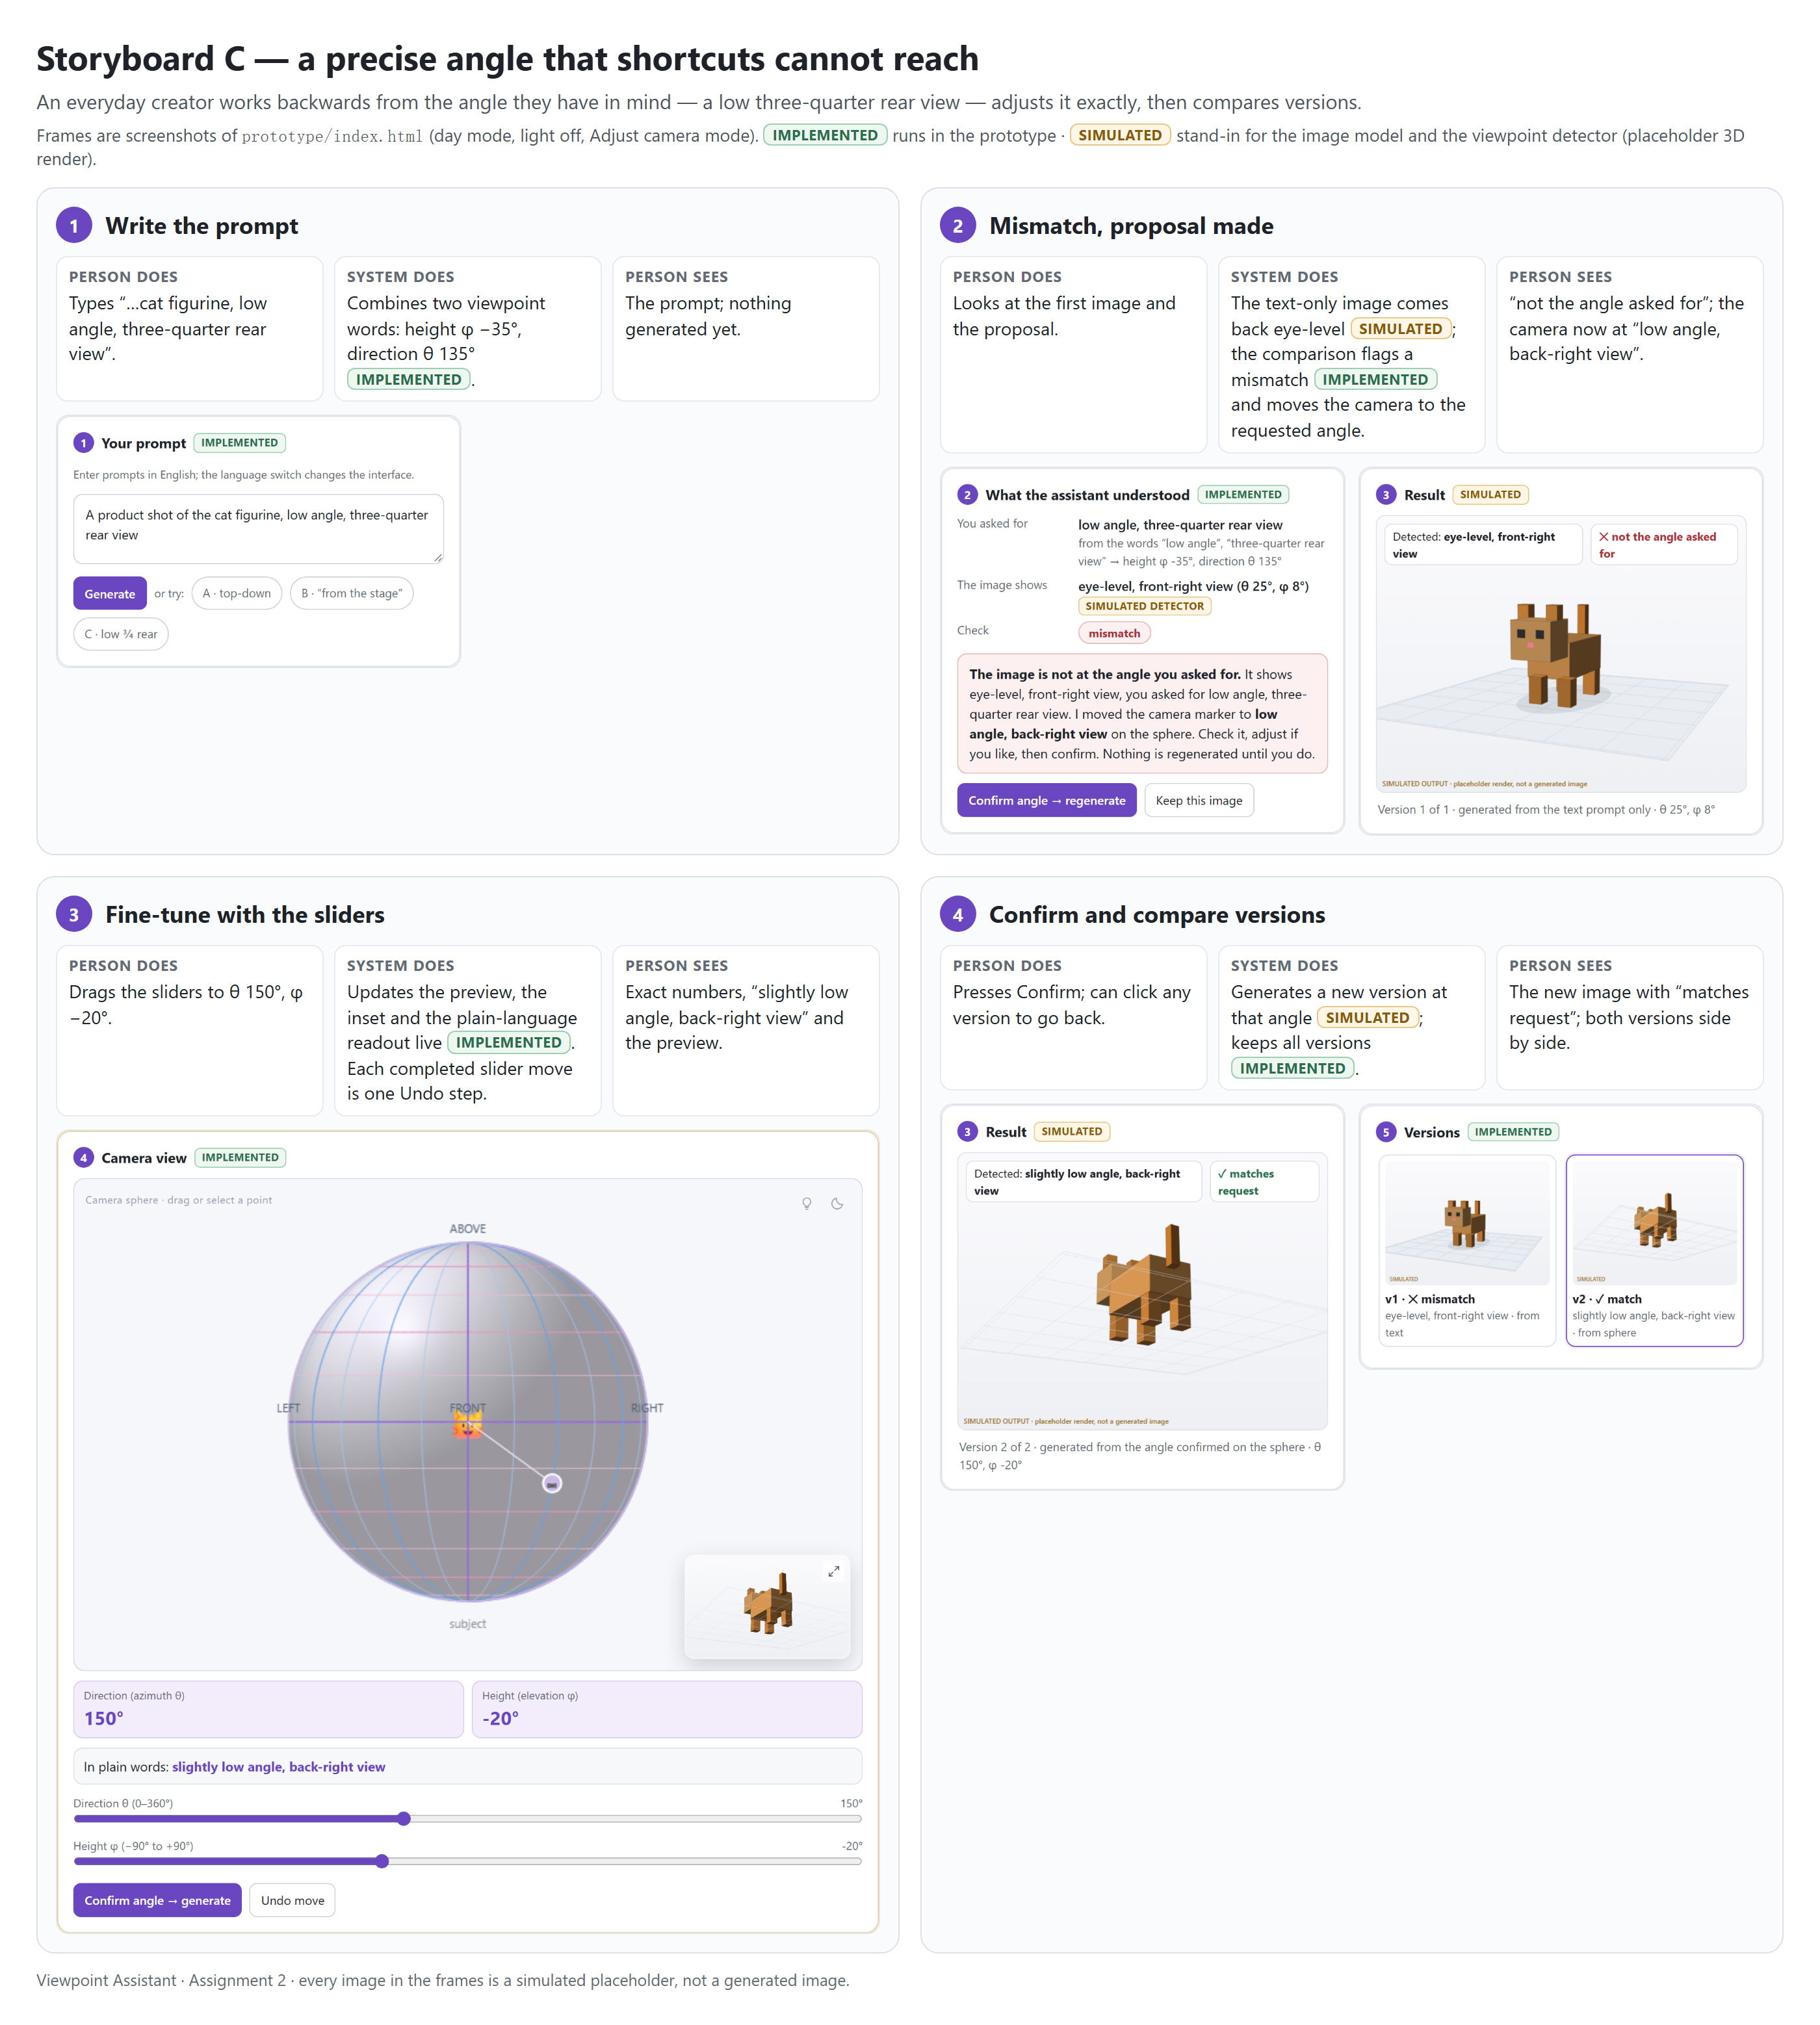 Storyboard C — a precise angle that shortcuts cannot reach
An everyday creator works backwards from the angle they have in mind — a low three-quarter rear view — adjusts it exactly, then compares versions.
Frames are screenshots of prototype/index.html (day mode, light off, Adjust camera mode). IMPLEMENTED runs in the prototype · SIMULATED stand-in for the image model and the viewpoint detector (placeholder 3D
render).
1 Write the prompt
PERSON DOES
Types “…cat figurine, low
angle, three-quarter rear
view”.
SYSTEM DOES
Combines two viewpoint
words: height φ −35°,
direction θ 135°
IMPLEMENTED.
PERSON SEES
The prompt; nothing
generated yet.
1 Your prompt IMPLEMENTED
Enter prompts in English; the language switch changes the interface.
A product shot of the cat figurine, low angle, three-quarter
rear view
Generate or try: A · top-down B · “from the stage”
C · low ¾ rear
2 Mismatch, proposal made
PERSON DOES
Looks at the first image and
the proposal.
SYSTEM DOES
The text-only image comes
back eye-level SIMULATED;
the comparison flags a
mismatch IMPLEMENTED
and moves the camera to the
requested angle.
PERSON SEES
“not the angle asked for”; the
camera now at “low angle,
back-right view”.
2 What the assistant understood IMPLEMENTED
You asked for low angle, three-quarter rear view
from the words “low angle”, “three-quarter rear
view” → height φ -35°, direction θ 135°
The image shows eye-level, front-right view (θ 25°, φ 8°)
SIMULATED DETECTOR
Check mismatch
The image is not at the angle you asked for. It shows
eye-level, front-right view, you asked for low angle, three-
quarter rear view. I moved the camera marker to low
angle, back-right view on the sphere. Check it, adjust if
you like, then confirm. Nothing is regenerated until you do.
Confirm angle → regenerate Keep this image
3 Result SIMULATED
Detected: eye-level, front-right
view
✕ not the angle asked
for
SIMULATED OUTPUT · placeholder render, not a generated image
Version 1 of 1 · generated from the text prompt only · θ 25°, φ 8°
3 Fine-tune with the sliders
PERSON DOES
Drags the sliders to θ 150°, φ
−20°.
SYSTEM DOES
Updates the preview, the
inset and the plain-language
readout live IMPLEMENTED.
Each completed slider move
is one Undo step.
PERSON SEES
Exact numbers, “slightly low
angle, back-right view” and
the preview.
4 Camera view IMPLEMENTED
Camera sphere · drag or select a point
ABOVE
LEFT FRONT RIGHT
subject
Direction (azimuth θ)
150°
Height (elevation φ)
-20°
In plain words: slightly low angle, back-right view
Direction θ (0–360°) 150°
Height φ (−90° to +90°) -20°
Confirm angle → generate Undo move
4 Confirm and compare versions
PERSON DOES
Presses Confirm; can click any
version to go back.
SYSTEM DOES
Generates a new version at
that angle SIMULATED;
keeps all versions
IMPLEMENTED.
PERSON SEES
The new image with “matches
request”; both versions side
by side.
3 Result SIMULATED
Detected: slightly low angle, back-right
view
✓ matches
request
SIMULATED OUTPUT · placeholder render, not a generated image
Version 2 of 2 · generated from the angle confirmed on the sphere · θ
150°, φ -20°
5 Versions IMPLEMENTED
SIMULATED
v1 · ✕ mismatch
eye-level, front-right view · from
text
SIMULATED
v2 · ✓ match
slightly low angle, back-right view
· from sphere
Viewpoint Assistant · Assignment 2 · every image in the frames is a simulated placeholder, not a generated image.